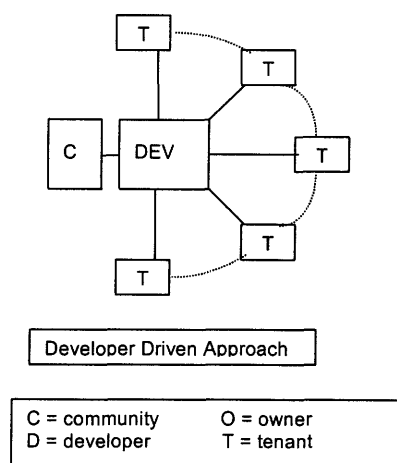 T
T
C
DEV
T
T
T
Developer Driven Approach
C = community O = owner
D = developer T = tenant